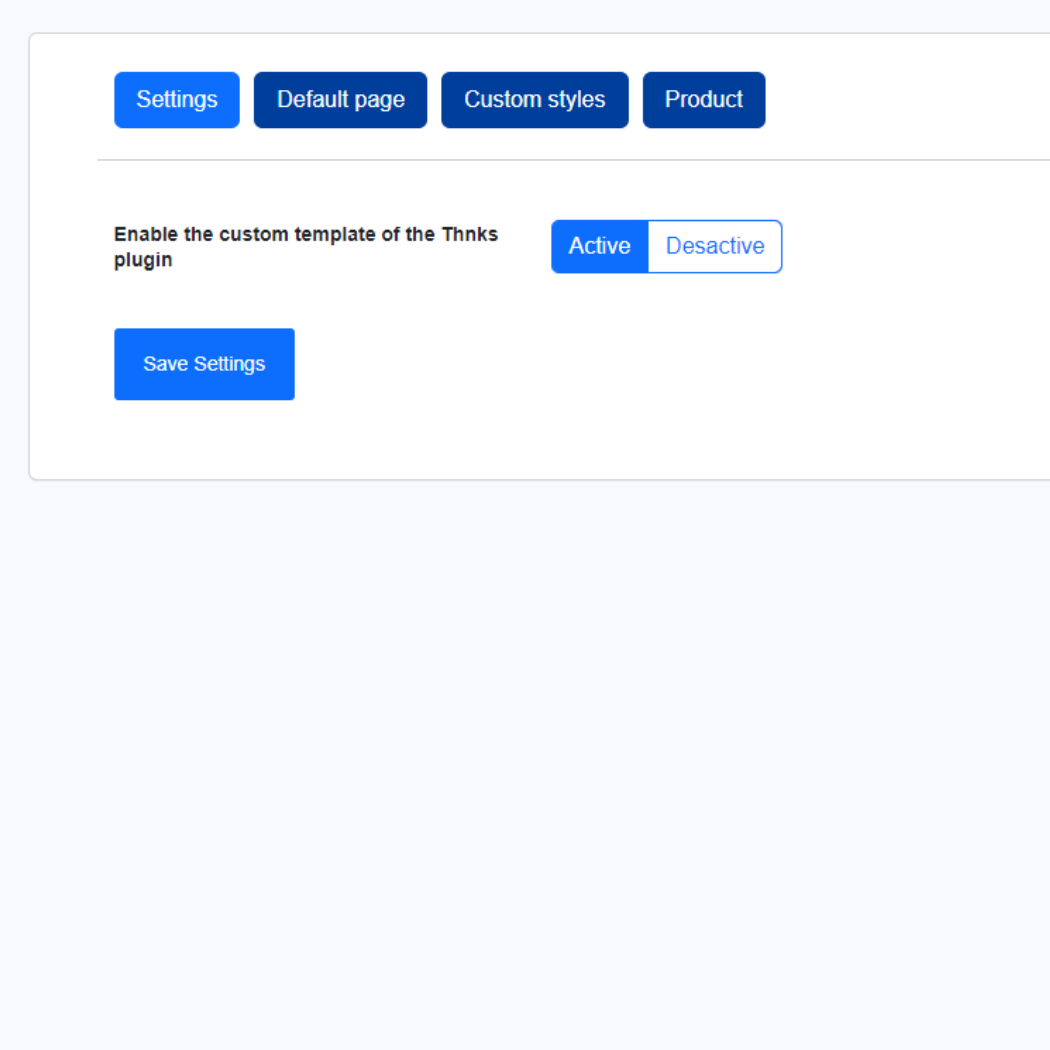 Settings Default page Custom styles Product
Enable the custom template of the Thnks
plugin
Active Desactive
Save Settings